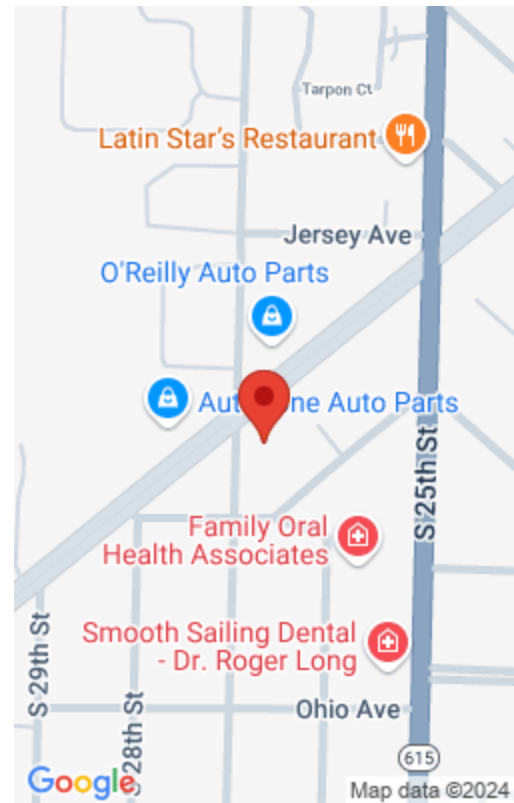 Tarpon Ct
Latin Star's Restaurant
Jersey Ave
O'Reilly Auto Parts
Aut ne Auto Parts
S 25th St
Family Oral
Health Associates
Smooth Sailing Dental
- Dr. Roger Long
S 29th St
S 28th St
Ohio Ave
615
Google
Map data ©2024